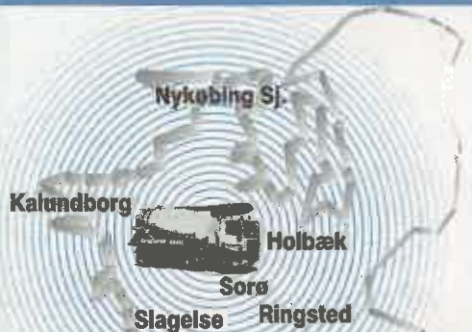 Nykøbing Sj.
Kalundborg
Holbæk
Sorø
Slagelse
Ringsted